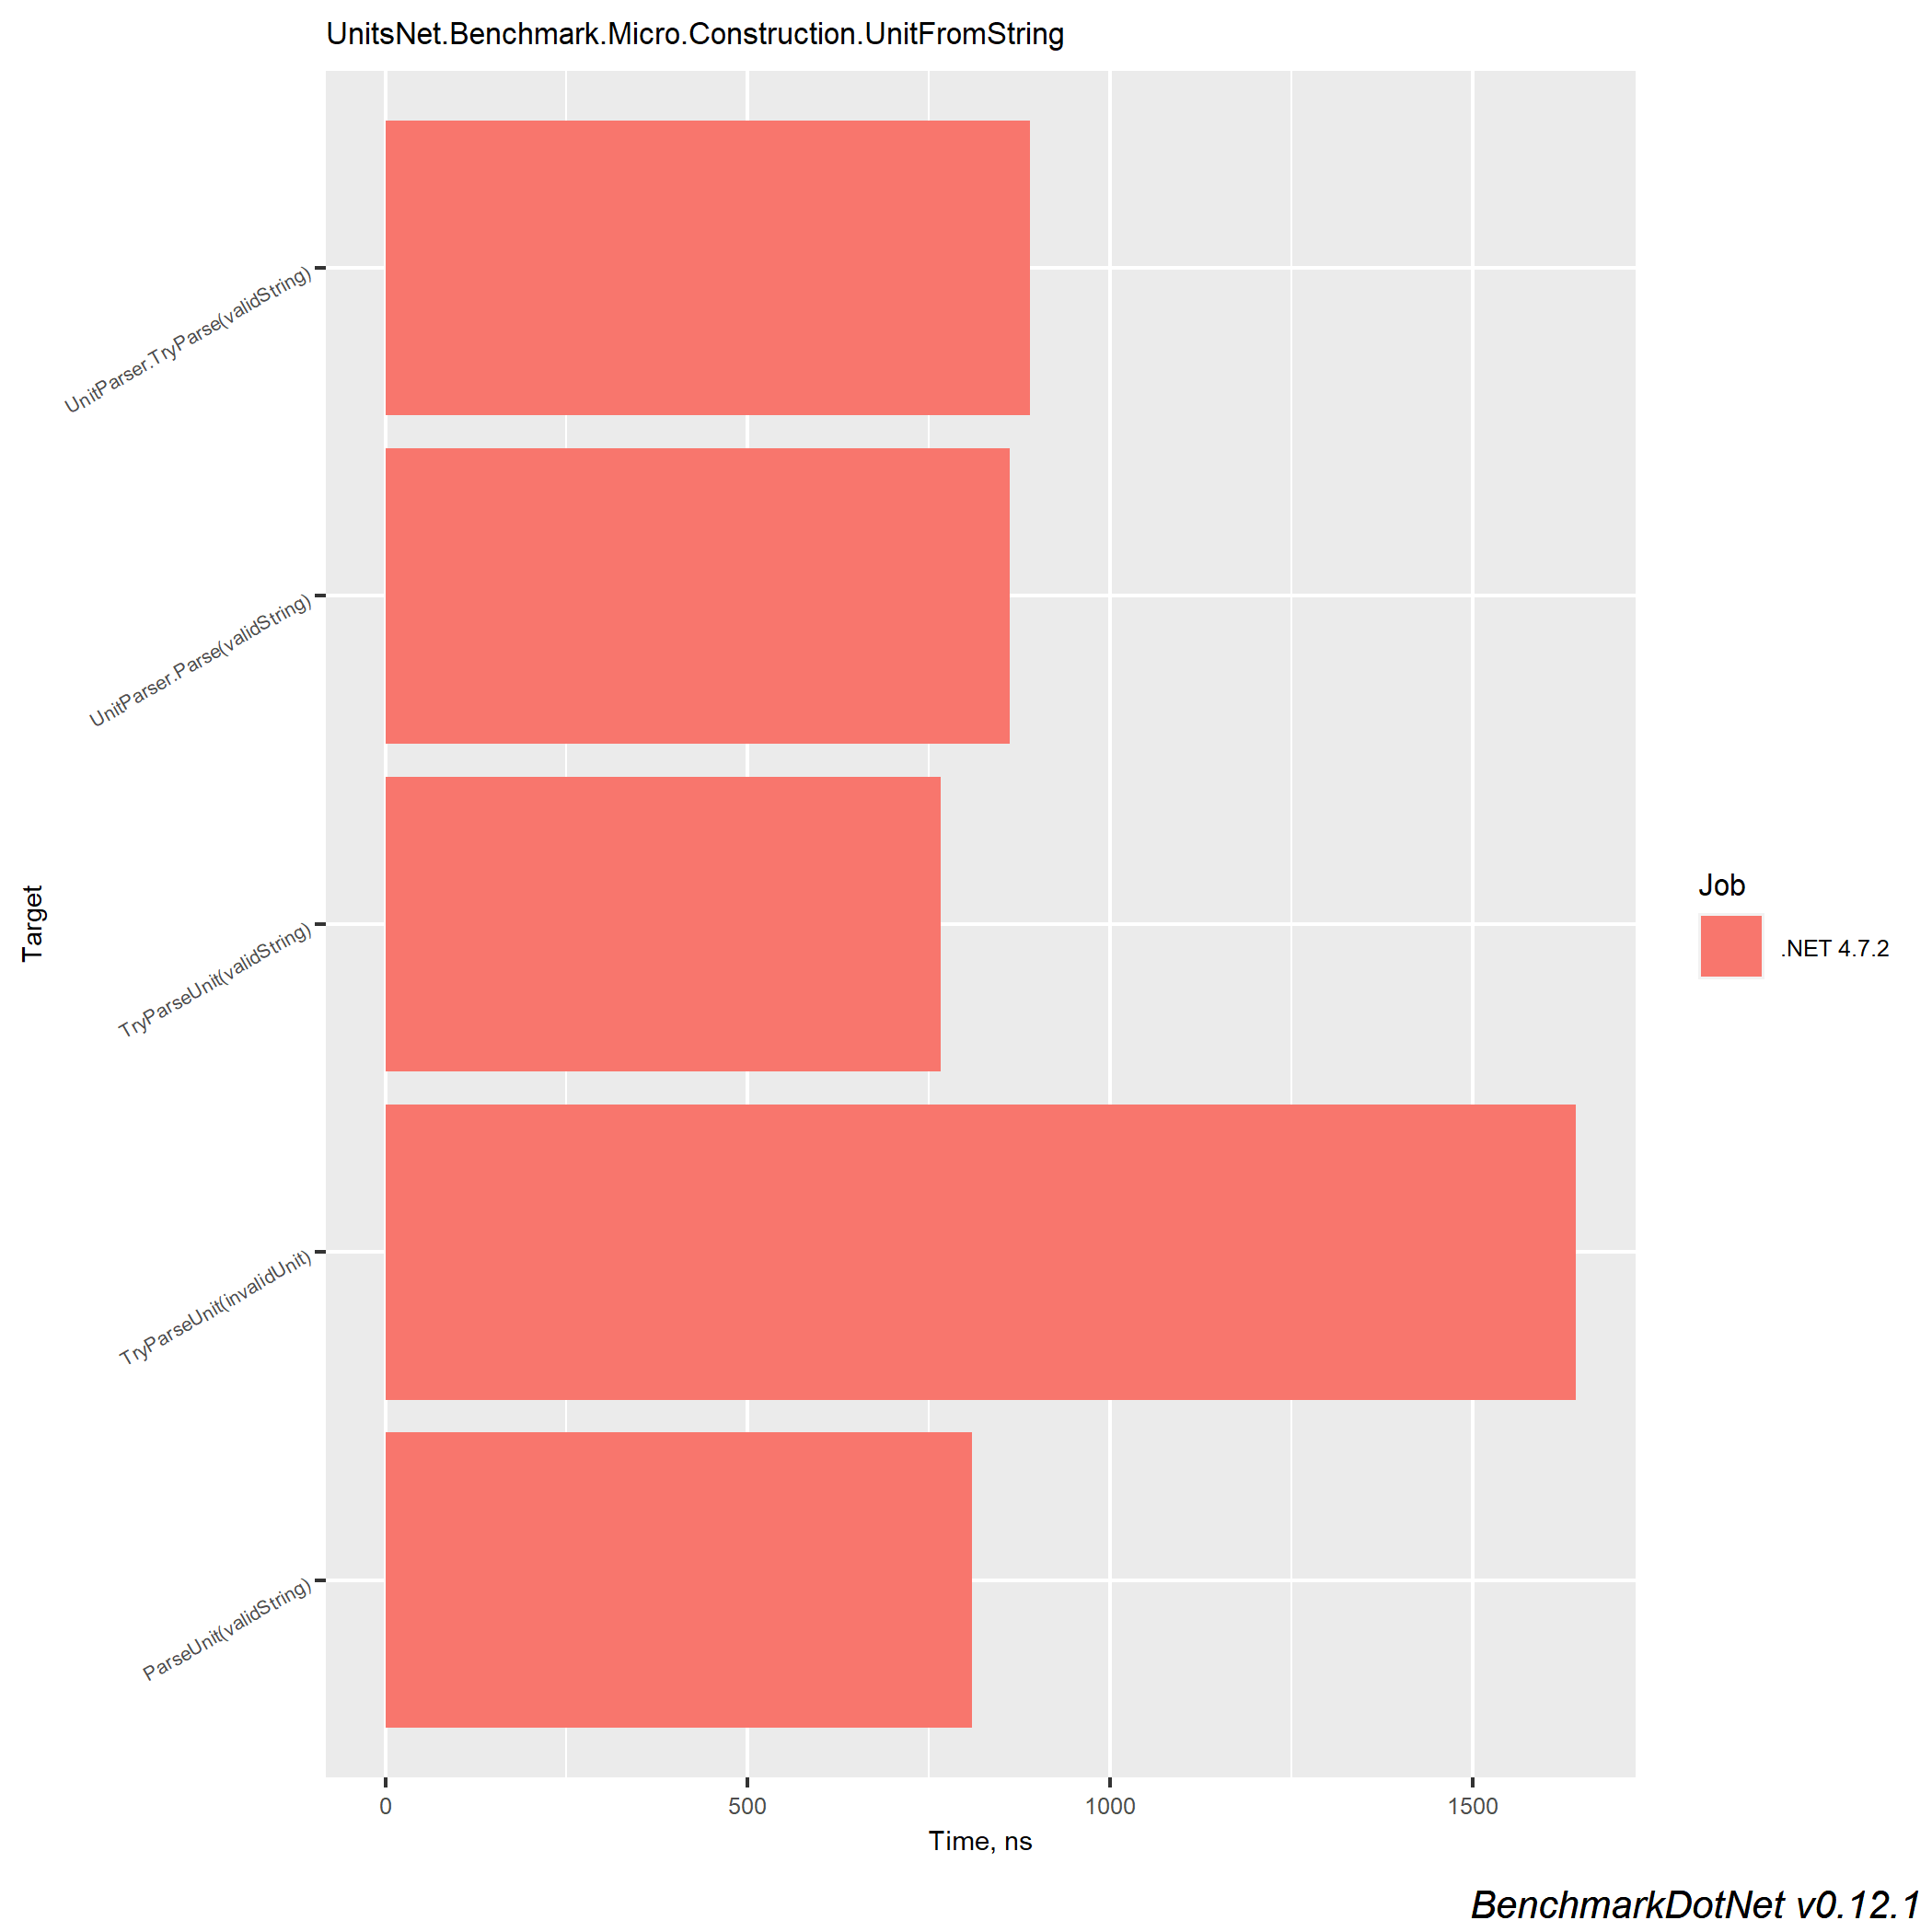 UnitsNet.Benchmark.Micro.Construction.UnitFromString
Target
UnitParser.TryParse(validString)
UnitParser.Parse(validString)
TryParseUnit(validString)
TryParseUnit(invalidUnit)
ParseUnit(validString)
0 500 1000 1500
Time, ns
Job
.NET 4.7.2
BenchmarkDotNet v0.12.1